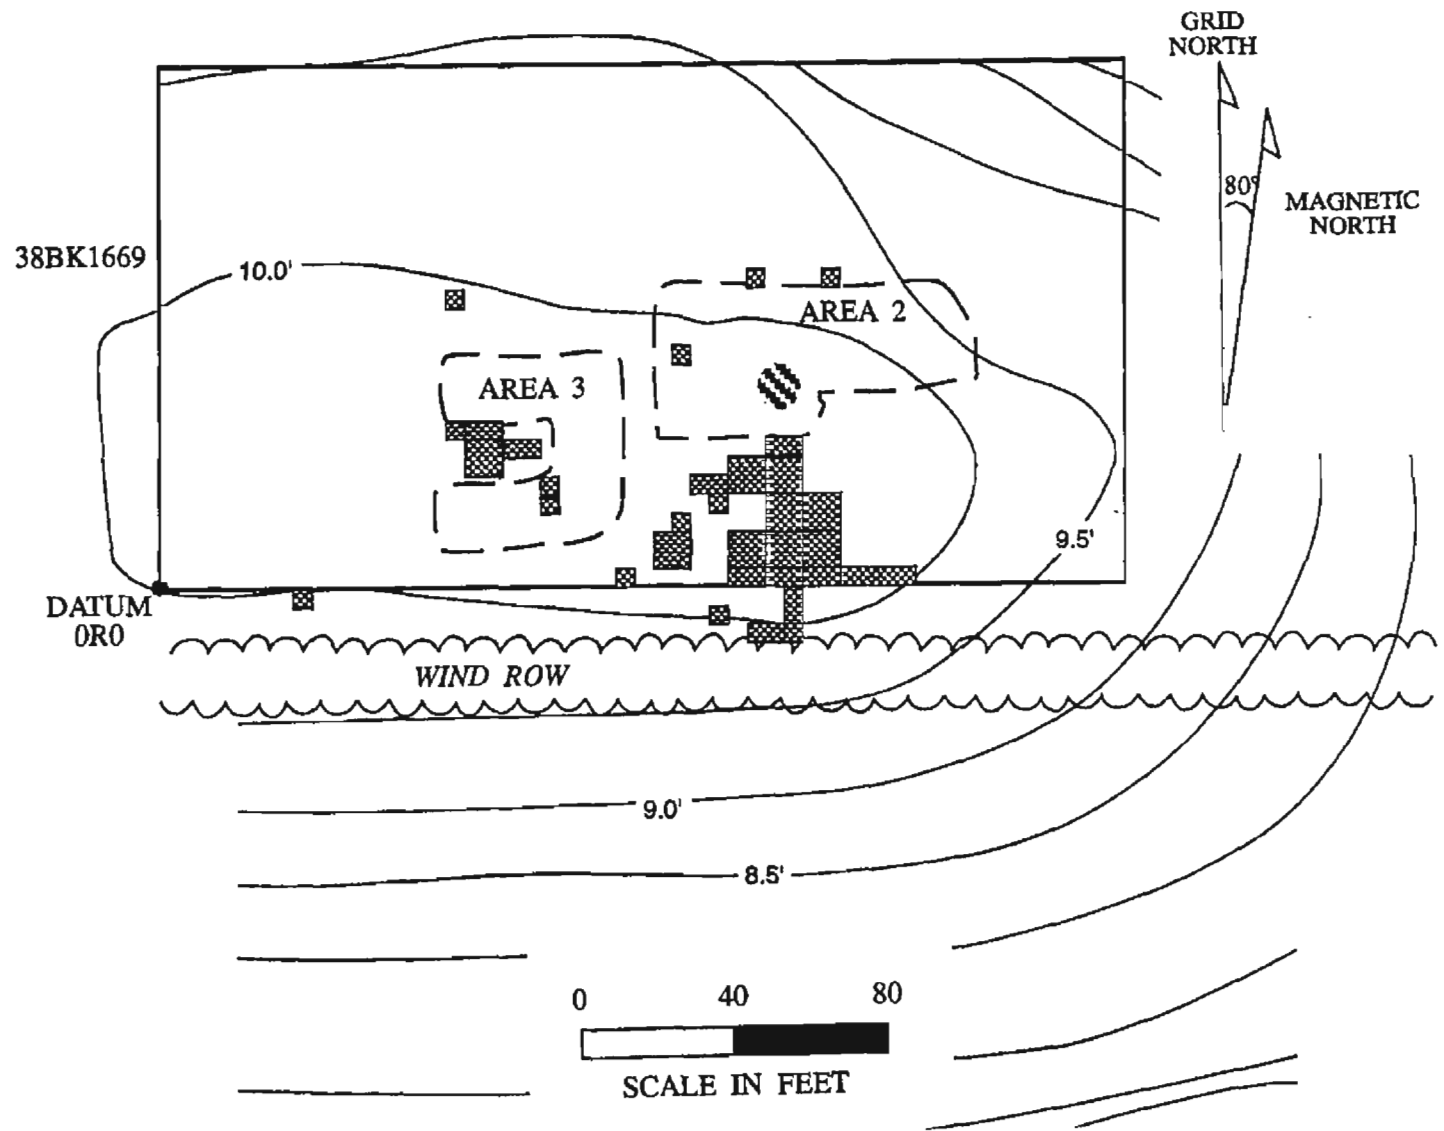 GRID
NORTH
80°
MAGNETIC
NORTH
38BK1669
10.0'
AREA 2
AREA 3
9.5'
DATUM
0R0
WIND ROW
9.0'
8.5'
0 40 80
SCALE IN FEET